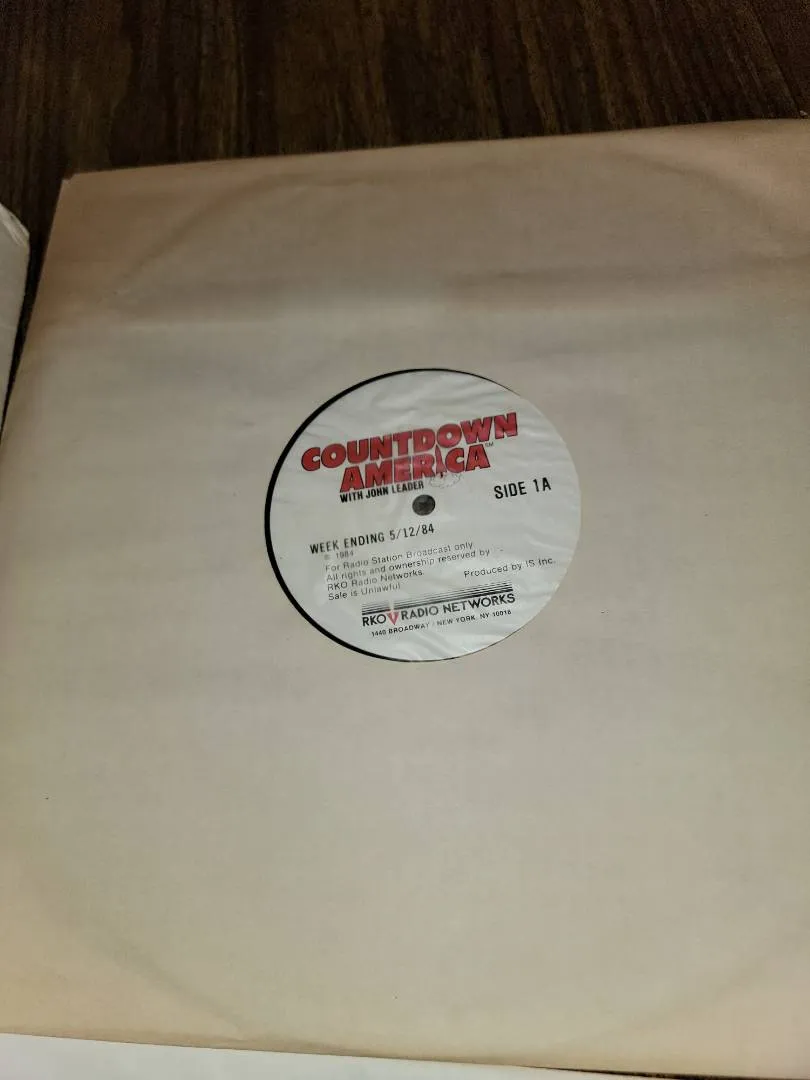 COUNTDOWN
AMERICA
WITH JOHN LEADER
SIDE 1A
WEEK ENDING 5/12/84
© 1984
For Radio Station Broadcast only
All rights and ownership reserved by
RKO Radio Networks.
Sale is Unlawful.
Produced by IS Inc.
RKO RADIO NETWORKS
1440 BROADWAY / NEW YORK, NY 10018